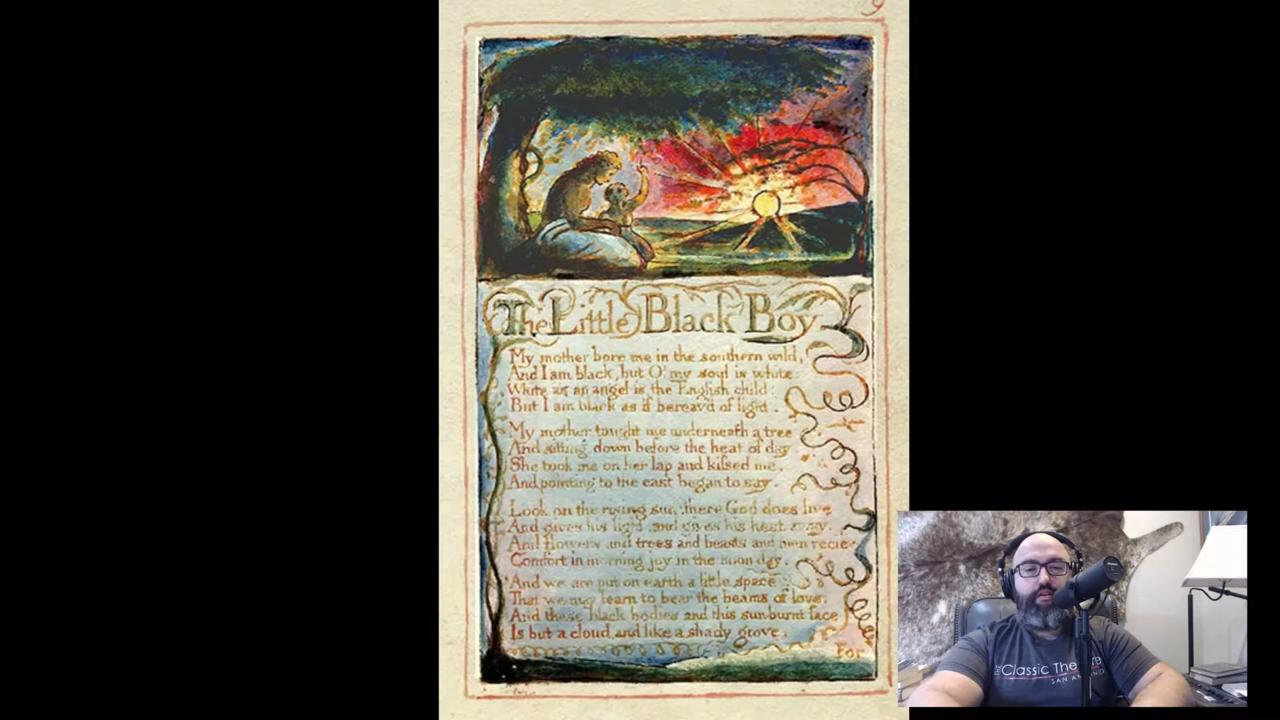 9
The Little Black Boy
My mother bore me in the southern wild,
And I am black, but O! my soul is white.
White as an angel is the English child:
But I am black as if bereav'd of light.
My mother taught me underneath a tree
And sitting down before the heat of day
She took me on her lap and kissed me,
And pointing to the east began to say.
Look on the rising sun: there God does live
And gives his light, and gives his heat away.
And flowers and trees and beasts and men recieve
Comfort in morning joy in the noon day.
And we are put on earth a little space
That we may learn to bear the beams of love.
And these black bodies and this sun-burnt face
Is but a cloud, and like a shady grove.
For
THE Classic Theatre
SAN